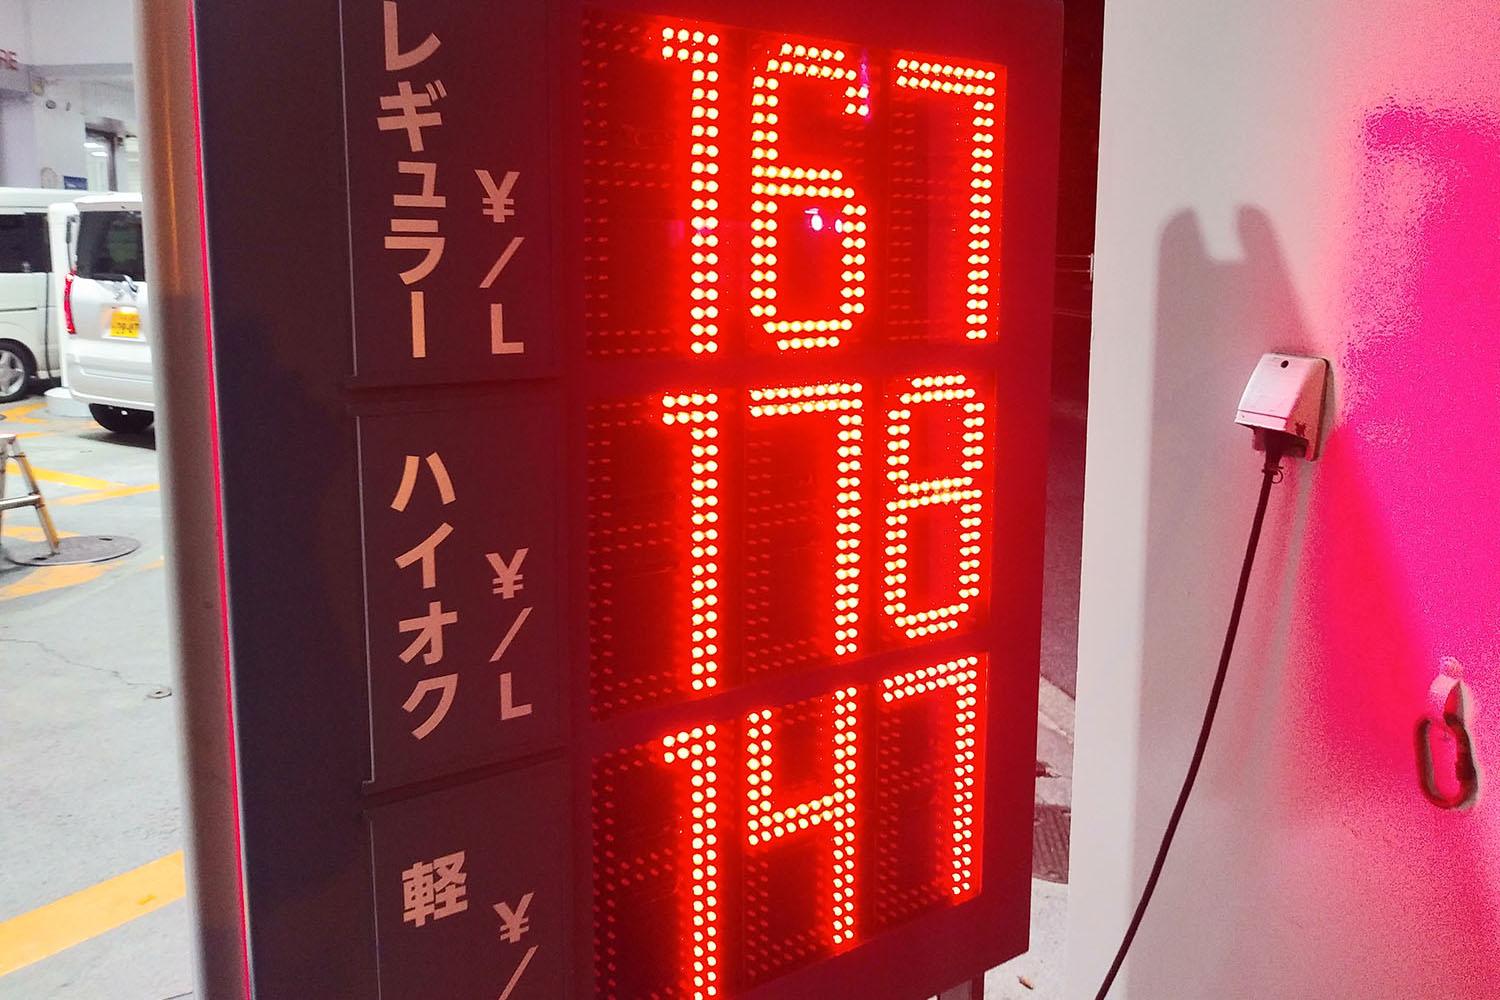 レギュラー ¥/L 167
ハイオク ¥/L 178
軽 ¥/ 147